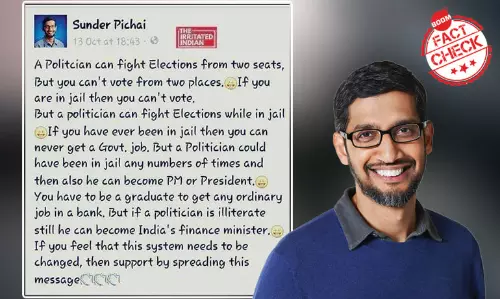 Sunder Pichai
13 Oct at 18:43
THE
IRRITATED
INDIAN
BOOM
FACT
CHECK
A Politcian can fight Elections from two seats,
But you can't vote from two places.😀If you
are in jail then you can't vote.
But a politician can fight Elections while in jail
😀If you have ever been in jail then you can
never get a Govt. job. But a Politician could
have been in jail any numbers of times and
then also he can become PM or President.😀
You have to be a graduate to get any ordinary
job in a bank. But if a politician is illiterate
still he can become India's finance minister.😀
If you feel that this system needs to be
changed, then support by spreading this
message